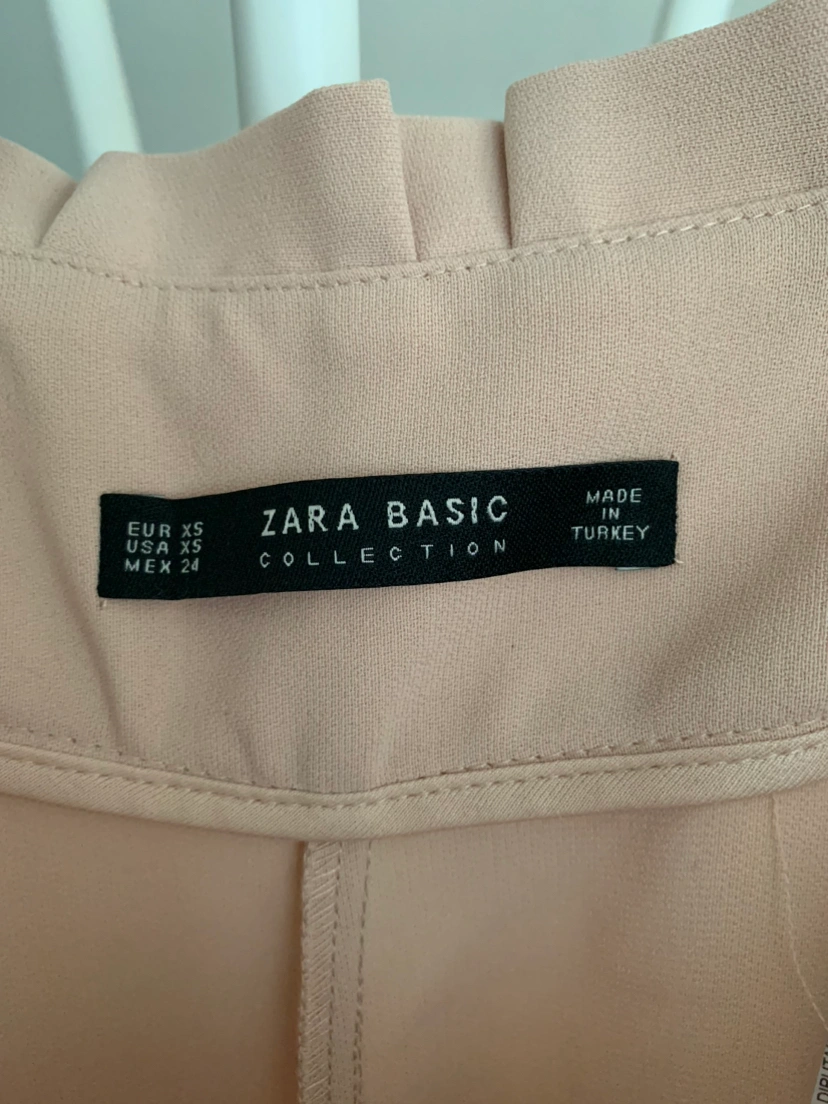 EUR XS
USA XS
MEX 24
ZARA BASIC
COLLECTION
MADE
IN
TURKEY